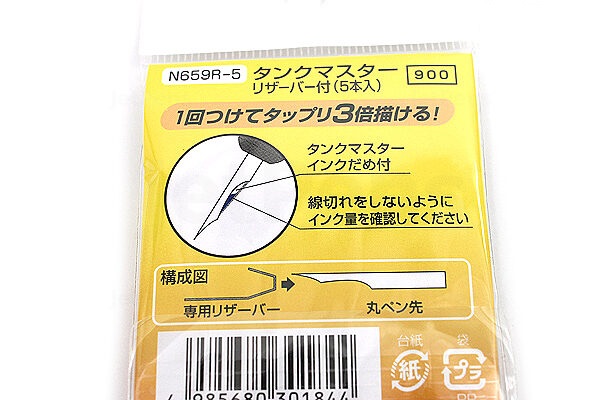 N659R-5 タンクマスター 900
リザーバー付(5本入)
1回つけてタップリ3倍描ける!
タンクマスター
インクだめ付
線切れをしないように
インク量を確認してください
構成図
専用リザーバー
丸ペン先
台紙 袋
紙 プラ
PP
4 985680 301844